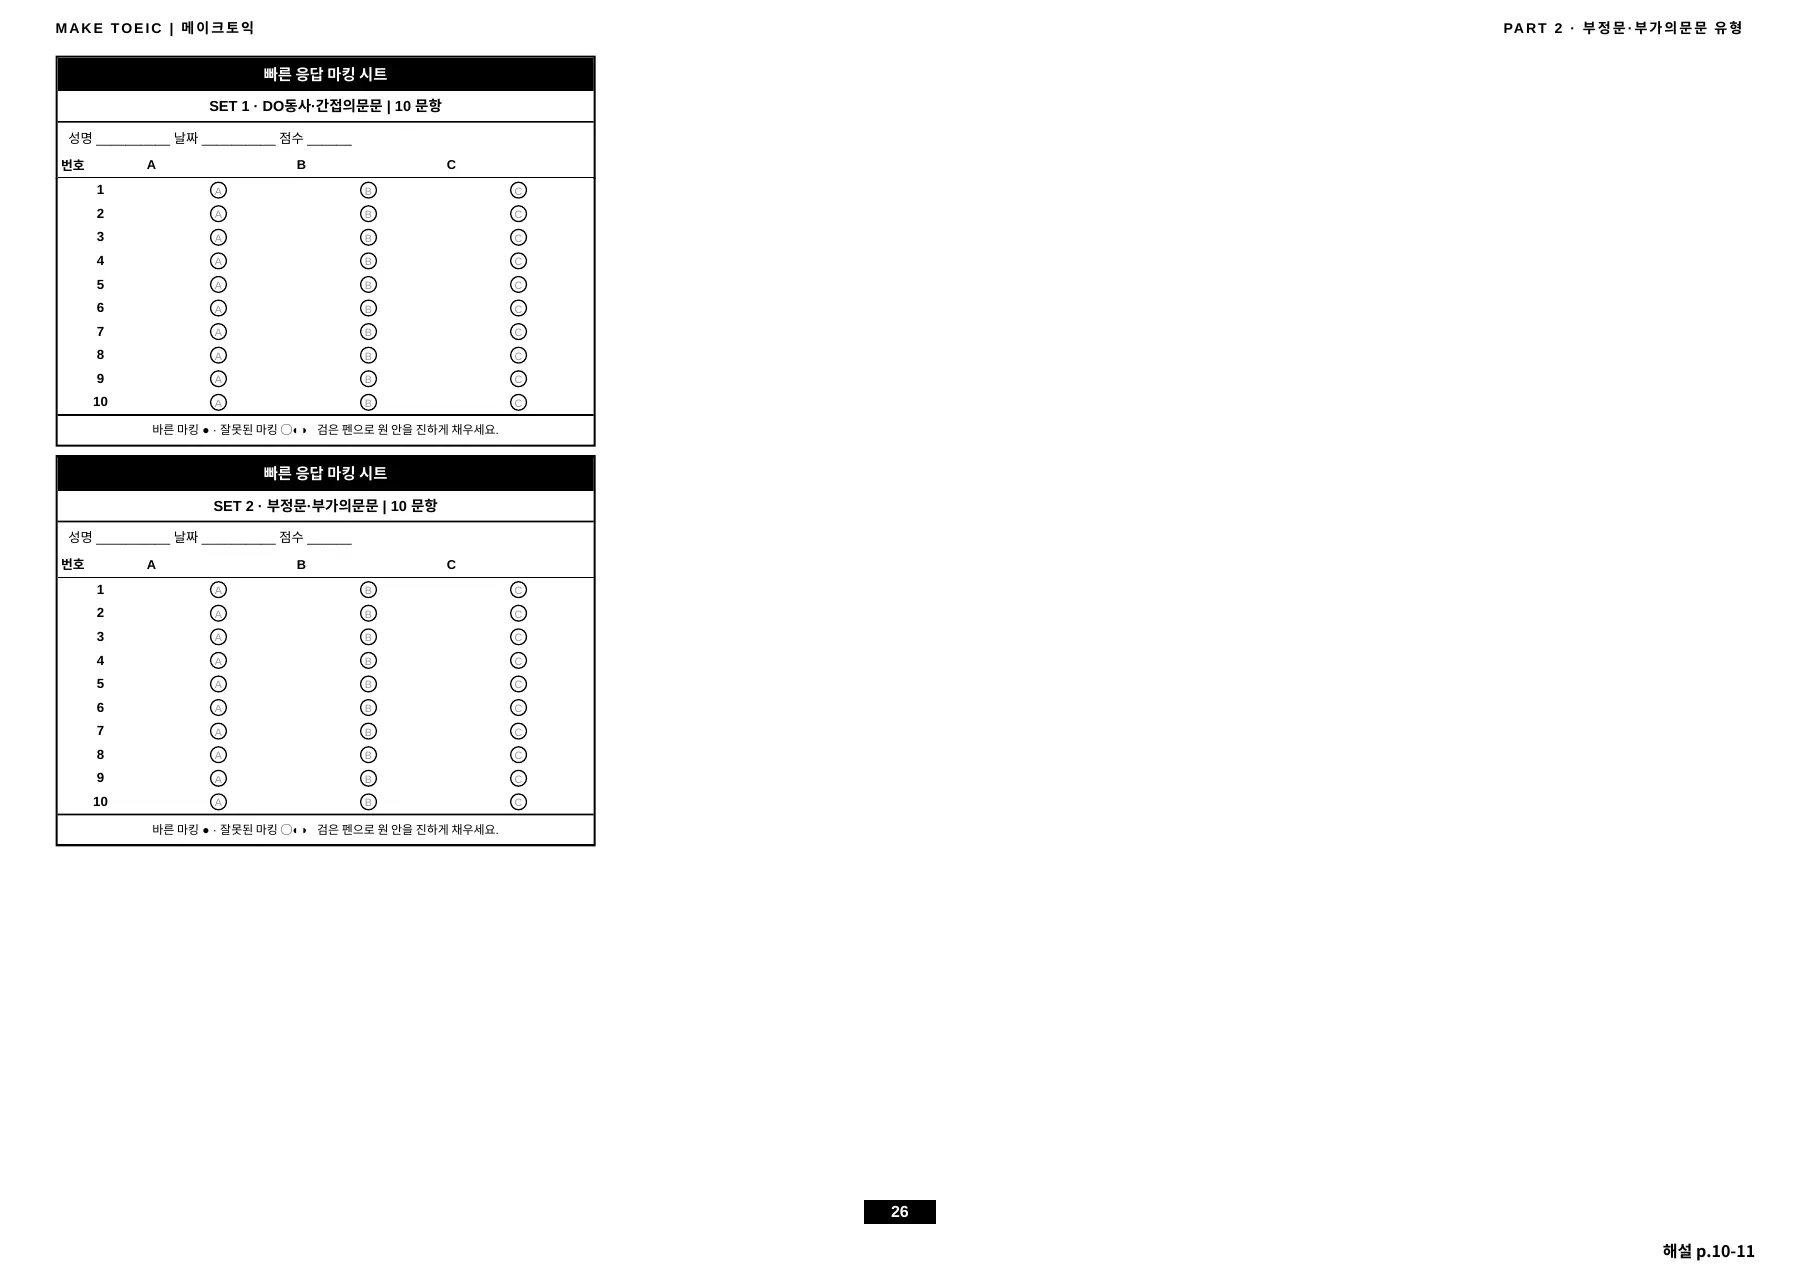 MAKE TOEIC | 메이크토익
PART 2 · 부정문·부가의문문 유형
빠른 응답 마킹 시트
SET 1 · DO동사·간접의문문 | 10 문항
성명 __________ 날짜 __________ 점수 ______
번호 A B C
1 A B C
2 A B C
3 A B C
4 A B C
5 A B C
6 A B C
7 A B C
8 A B C
9 A B C
10 A B C
바른 마킹 ● · 잘못된 마킹 ◯◖◗ 검은 펜으로 원 안을 진하게 채우세요.
빠른 응답 마킹 시트
SET 2 · 부정문·부가의문문 | 10 문항
성명 __________ 날짜 __________ 점수 ______
번호 A B C
1 A B C
2 A B C
3 A B C
4 A B C
5 A B C
6 A B C
7 A B C
8 A B C
9 A B C
10 A B C
바른 마킹 ● · 잘못된 마킹 ◯◖◗ 검은 펜으로 원 안을 진하게 채우세요.
26
해설 p.10-11